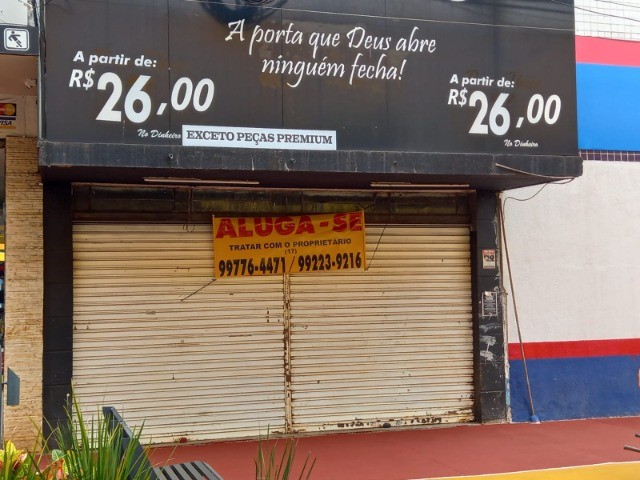 A porta que Deus abre
ninguém fecha!
A partir de:
R$26,00
No Dinheiro
EXCETO PEÇAS PREMIUM
A partir de:
R$26,00
No Dinheiro
ALUGA-SE
TRATAR COM O PROPRIETÁRIO
(17)
99776-4471 99223-9216